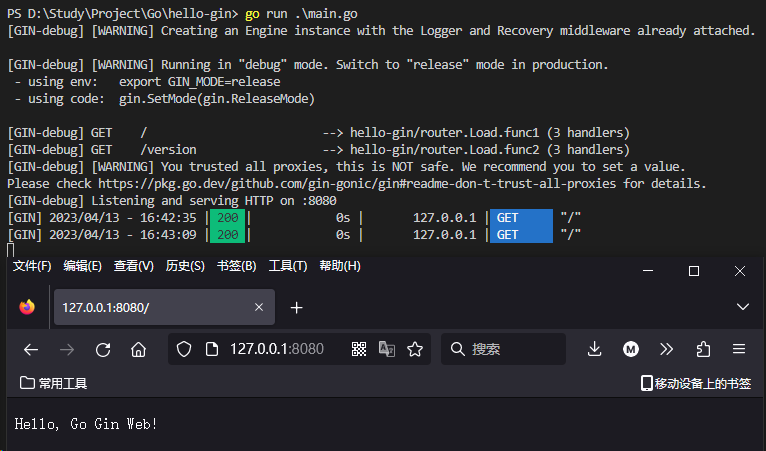 PS D:\Study\Project\Go\hello-gin> go run .\main.go
[GIN-debug] [WARNING] Creating an Engine instance with the Logger and Recovery middleware already attached.
[GIN-debug] [WARNING] Running in "debug" mode. Switch to "release" mode in production.
 - using env:   export GIN_MODE=release
 - using code:  gin.SetMode(gin.ReleaseMode)
[GIN-debug] GET    /                         --> hello-gin/router.Load.func1 (3 handlers)
[GIN-debug] GET    /version                  --> hello-gin/router.Load.func2 (3 handlers)
[GIN-debug] [WARNING] You trusted all proxies, this is NOT safe. We recommend you to set a value.
Please check https://pkg.go.dev/github.com/gin-gonic/gin#readme-don-t-trust-all-proxies for details.
[GIN-debug] Listening and serving HTTP on :8080
[GIN] 2023/04/13 - 16:42:35 | 200 |            0s |       127.0.0.1 | GET      "/"
[GIN] 2023/04/13 - 16:43:09 | 200 |            0s |       127.0.0.1 | GET      "/"
文件(F) 编辑(E) 查看(V) 历史(S) 书签(B) 工具(T) 帮助(H)
127.0.0.1:8080/
127.0.0.1:8080 搜索 M
常用工具 移动设备上的书签
Hello, Go Gin Web!